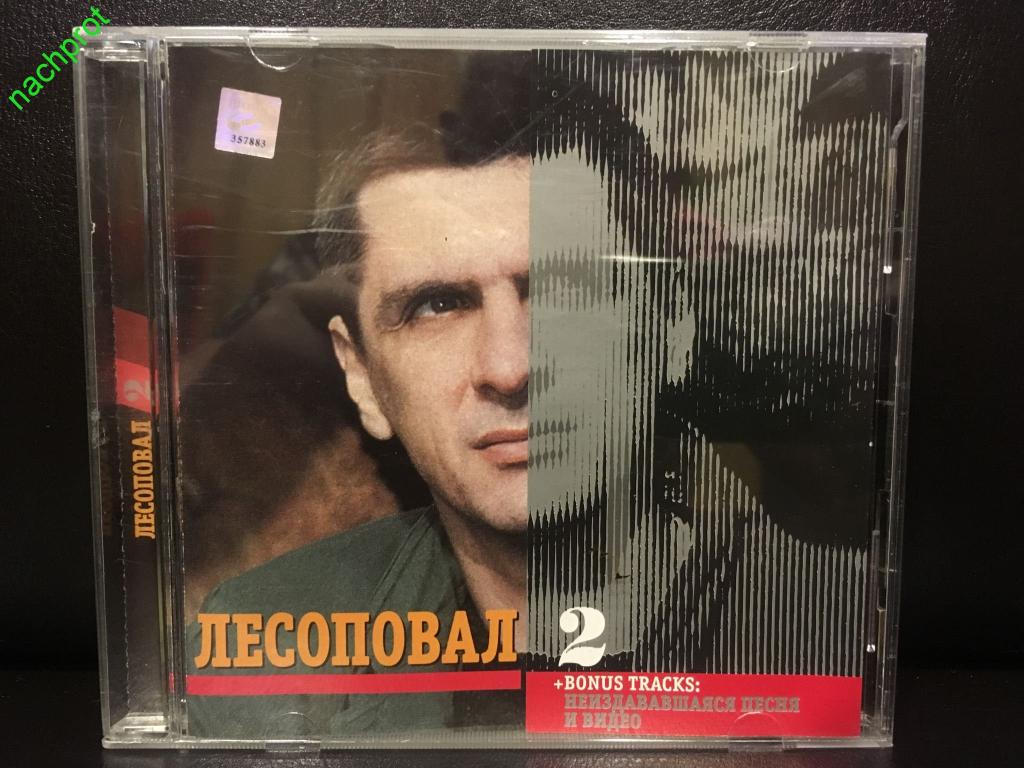 nachprot
357883
2
ЛЕСОПОВАЛ
ЛЕСОПОВАЛ
2
+BONUS TRACKS:
НЕИЗДАВАВШАЯСЯ ПЕСНЯ
И ВИДЕО